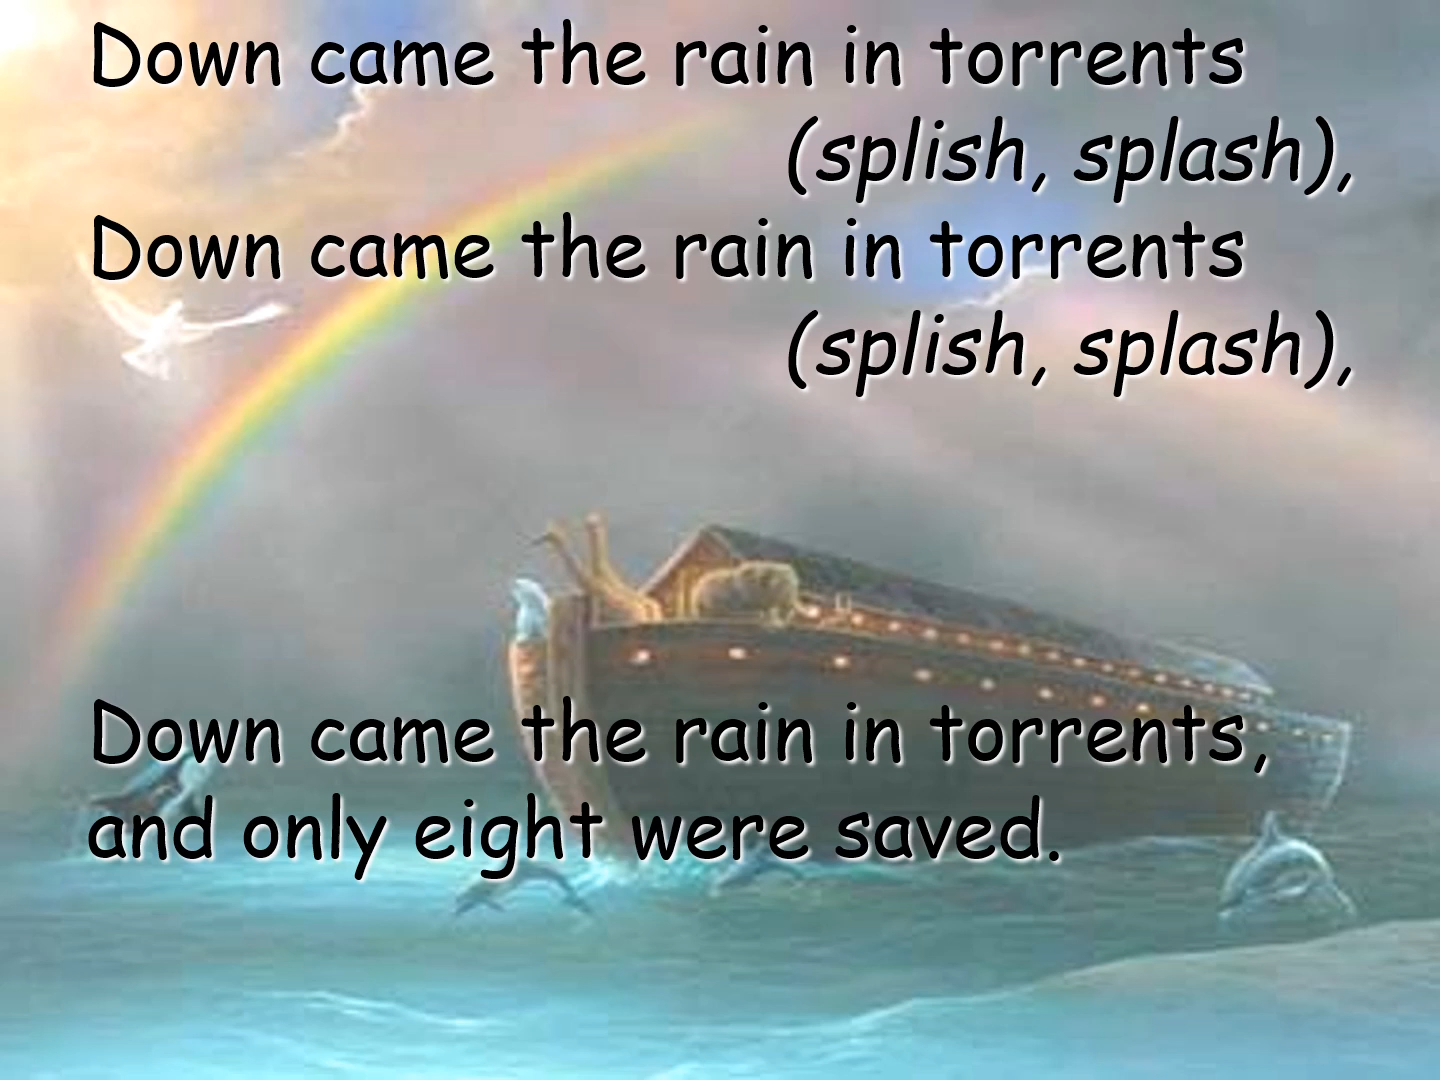 Down came the rain in torrents
(splish, splash),
Down came the rain in torrents
(splish, splash),
Down came the rain in torrents,
and only eight were saved.